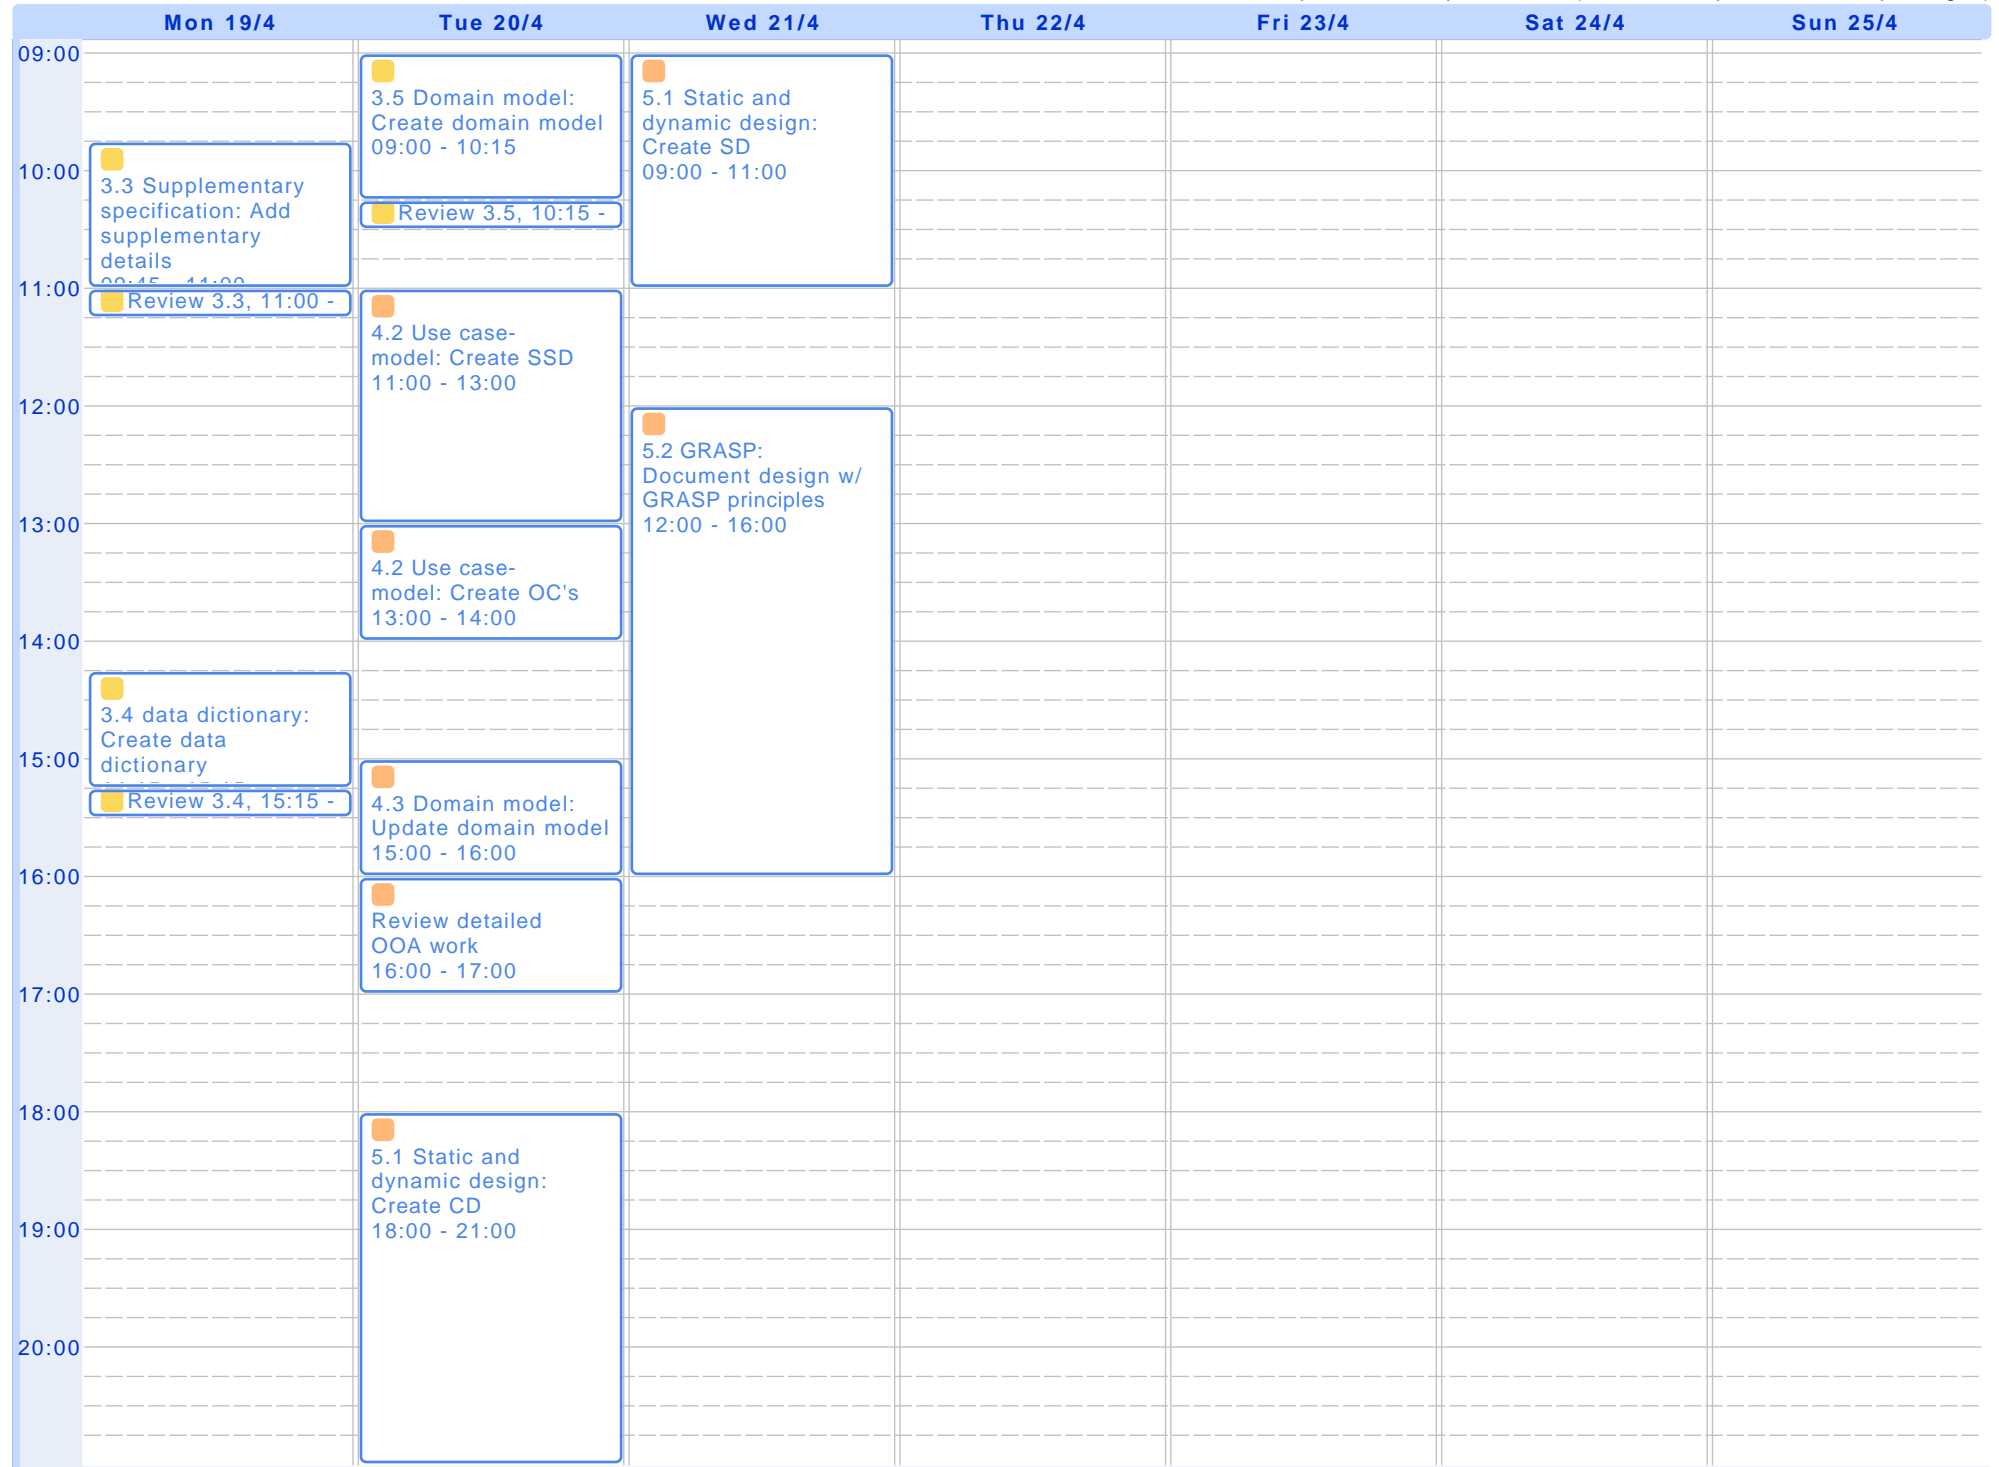 Mon 19/4
Tue 20/4
Wed 21/4
Thu 22/4
Fri 23/4
Sat 24/4
Sun 25/4
09:00
10:00
11:00
12:00
13:00
14:00
15:00
16:00
17:00
18:00
19:00
20:00
3.3 Supplementary
specification: Add
supplementary
details
09:45 - 11:00
Review 3.3, 11:00 -
3.4 data dictionary:
Create data
dictionary
Review 3.4, 15:15 -
3.5 Domain model:
Create domain model
09:00 - 10:15
Review 3.5, 10:15 -
4.2 Use case-
model: Create SSD
11:00 - 13:00
4.2 Use case-
model: Create OC's
13:00 - 14:00
4.3 Domain model:
Update domain model
15:00 - 16:00
Review detailed
OOA work
16:00 - 17:00
5.1 Static and
dynamic design:
Create CD
18:00 - 21:00
5.1 Static and
dynamic design:
Create SD
09:00 - 11:00
5.2 GRASP:
Document design w/
GRASP principles
12:00 - 16:00